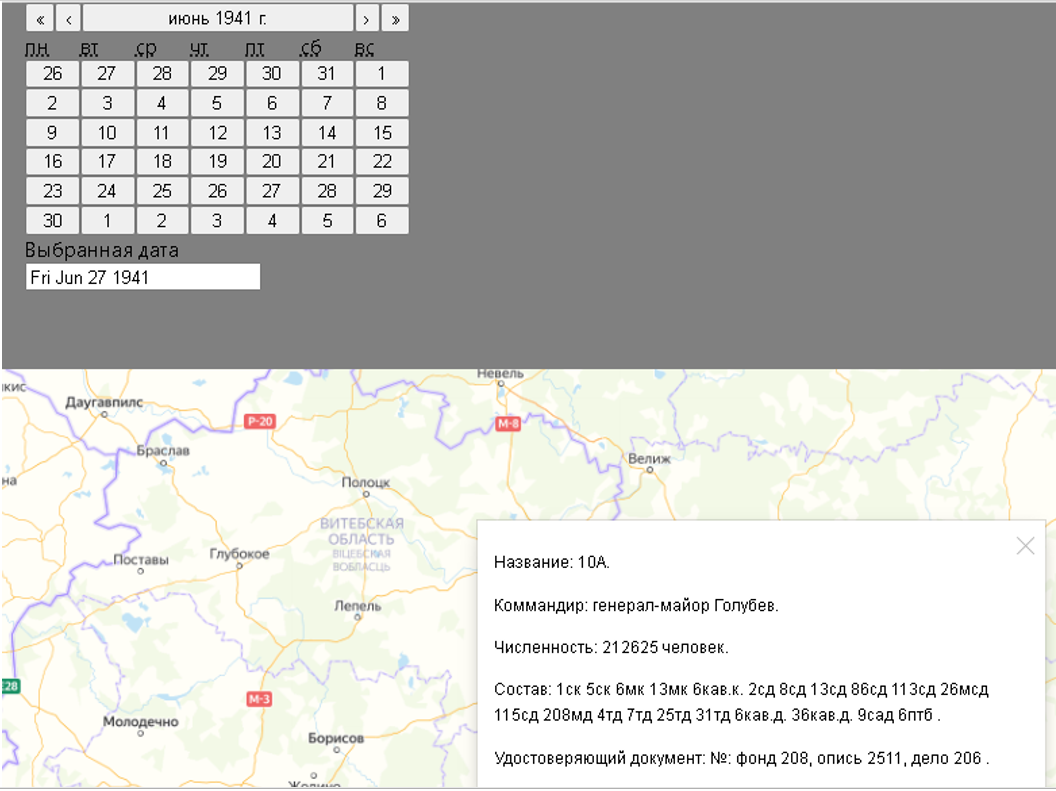 « ‹ июнь 1941 г. › »
пн вт ср чт пт сб вс
26 27 28 29 30 31 1
2 3 4 5 6 7 8
9 10 11 12 13 14 15
16 17 18 19 20 21 22
23 24 25 26 27 28 29
30 1 2 3 4 5 6
Выбранная дата
Fri Jun 27 1941
Невель
кис
Даугавпилс
Р-20
М-8
Браслав
Велиж
на
Полоцк
ВИТЕБСКАЯ
ОБЛАСТЬ
ВІЦЕБСКАЯ
ВОБЛАСЦЬ
Поставы
Глубокое
Лепель
E28
М-3
Молодечно
Борисов
Жодино
Название: 10А.
Коммандир: генерал-майор Голубев.
Численность: 212625 человек.
Состав: 1ск 5ск 6мк 13мк 6кав.к. 2сд 8сд 13сд 86сд 113сд 26мсд
115сд 208мд 4тд 7тд 25тд 31тд 6кав.д. 36кав.д. 9сад 6птб .
Удостоверяющий документ: №: фонд 208, опись 2511, дело 206 .